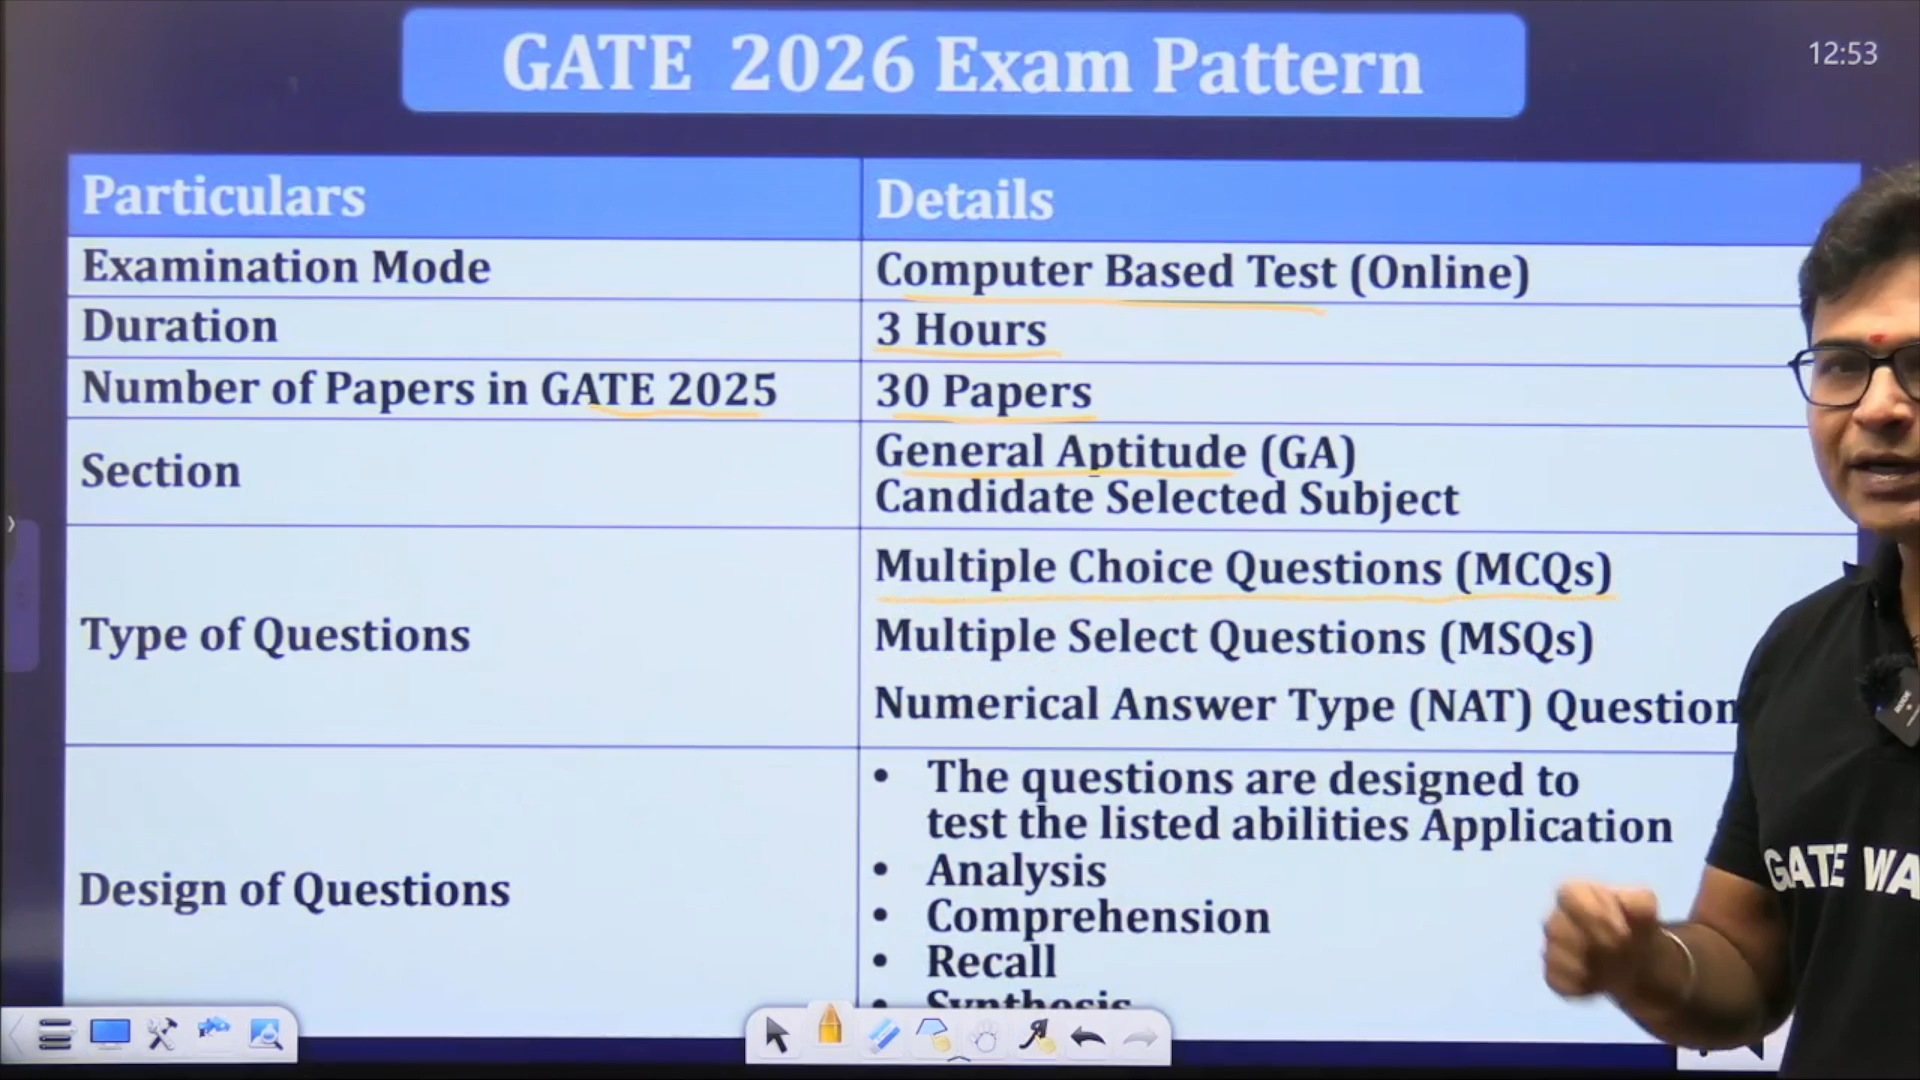 GATE 2026 Exam Pattern
12:53
Particulars
Details
Examination Mode
Computer Based Test (Online)
Duration
3 Hours
Number of Papers in GATE 2025
30 Papers
Section
General Aptitude (GA)
Candidate Selected Subject
Type of Questions
Multiple Choice Questions (MCQs)
Multiple Select Questions (MSQs)
Numerical Answer Type (NAT) Question
Design of Questions
• The questions are designed to
test the listed abilities Application
• Analysis
• Comprehension
• Recall
• Synthesis
GATE WA